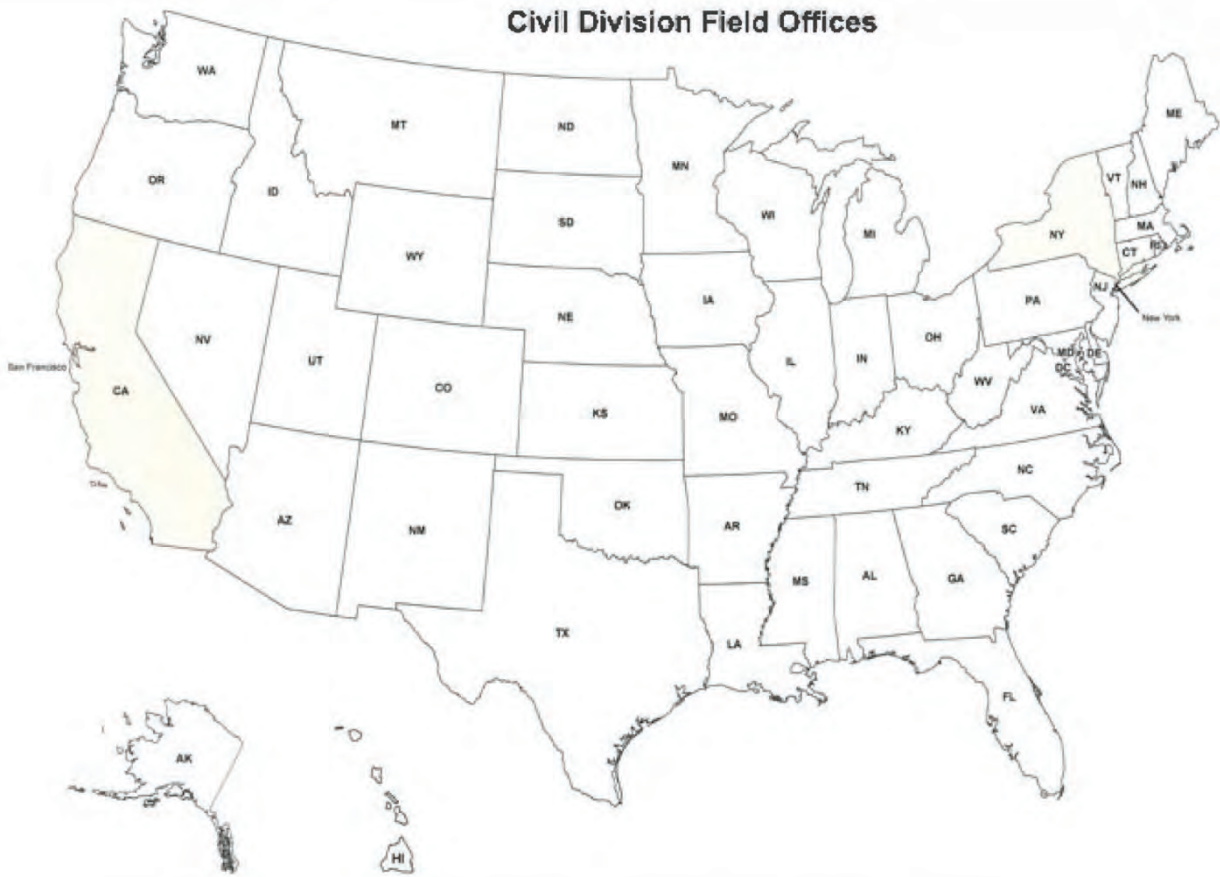 Civil Division Field Offices
WA
MT
ND
MN
ME
OR
ID
SD
WI
MI
VT
NH
NY
MA
CT
RI
WY
IA
NE
PA
NJ
New York
San Francisco
CA
NV
UT
CO
KS
MO
IL
IN
OH
MD
DE
DC
WV
VA
KY
AZ
NM
OK
AR
TN
NC
SC
MS
AL
GA
TX
LA
FL
AK
HI